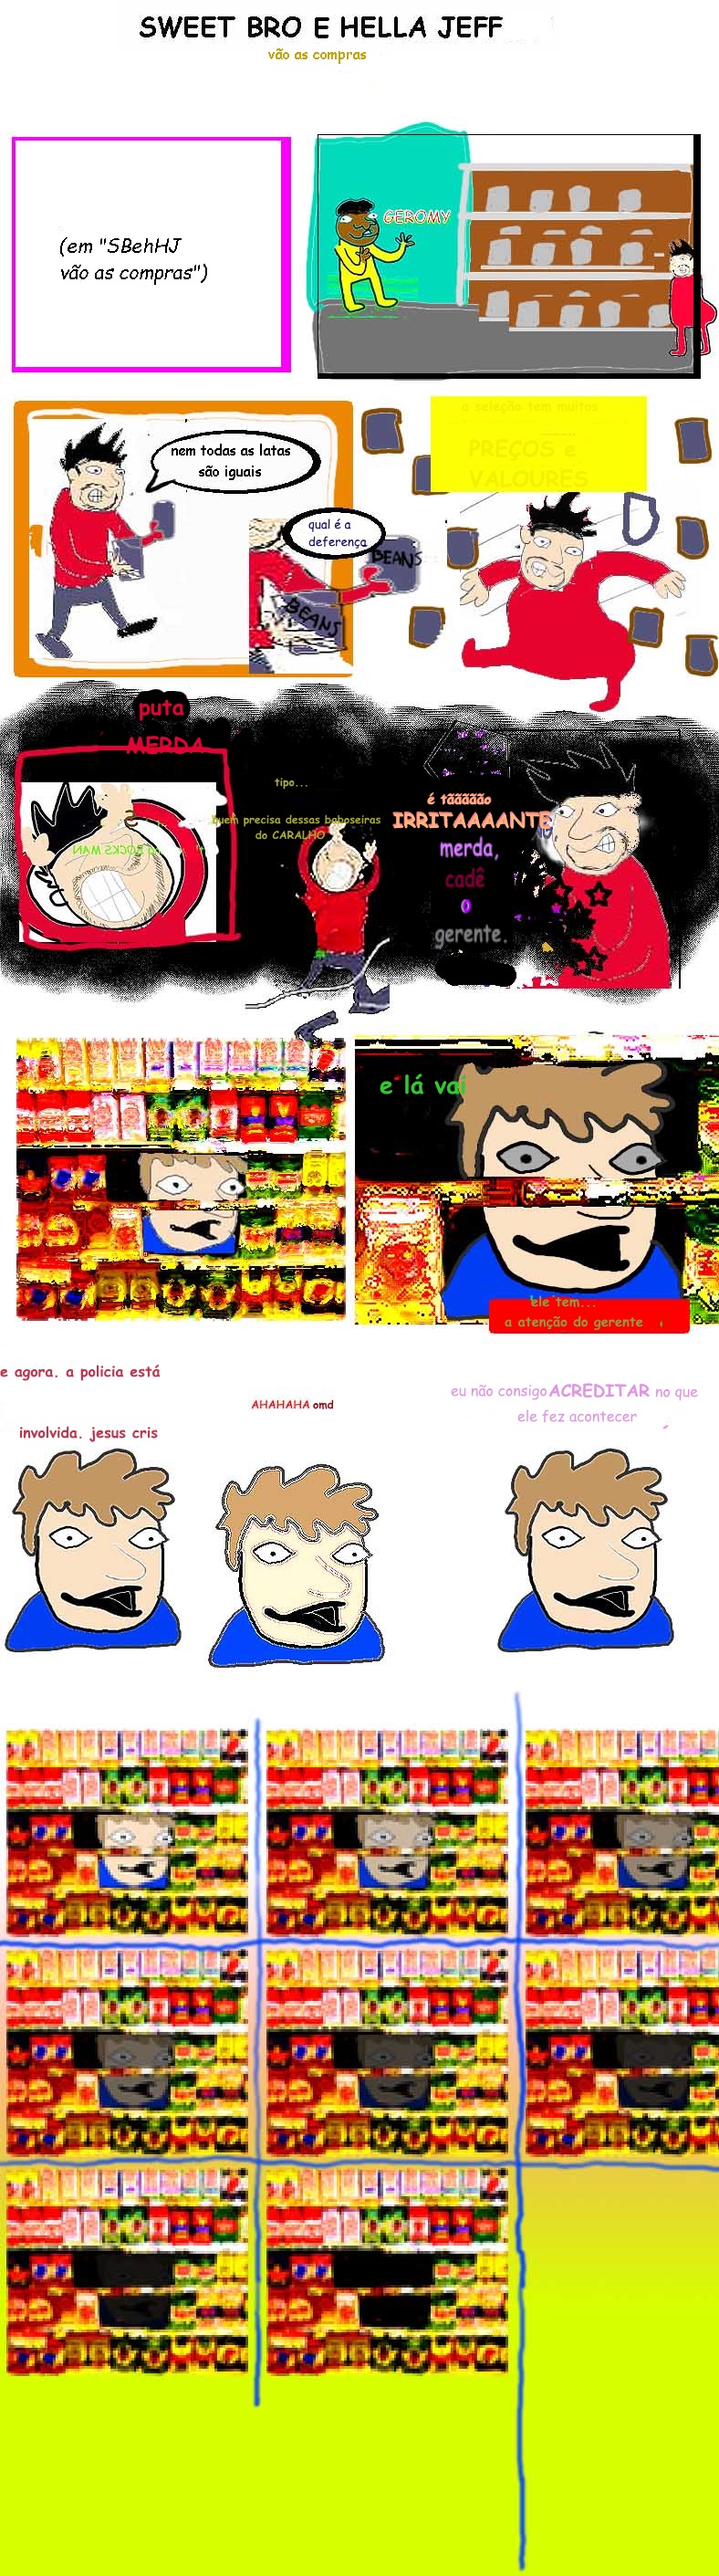 SWEET BRO E HELLA JEFF
vão as compras
(em "SBehHJ
vão as compras")
GEROMY
nem todas as latas
são iguais
qual é a
deferença
BEANS
BEANS
a seleção tem muitos
PREÇOS e
VALOURES
puta
MERDA
tipo...
quem precisa dessas baboseiras
do CARALHO
é tããããão
IRRITAAAANTE
merda,
cadê
o
gerente.
e lá vai
ele tem...
a atenção do gerente
e agora. a policia está
involvida. jesus cris
AHAHAHA omd
eu não consigo ACREDITAR no que
ele fez acontecer